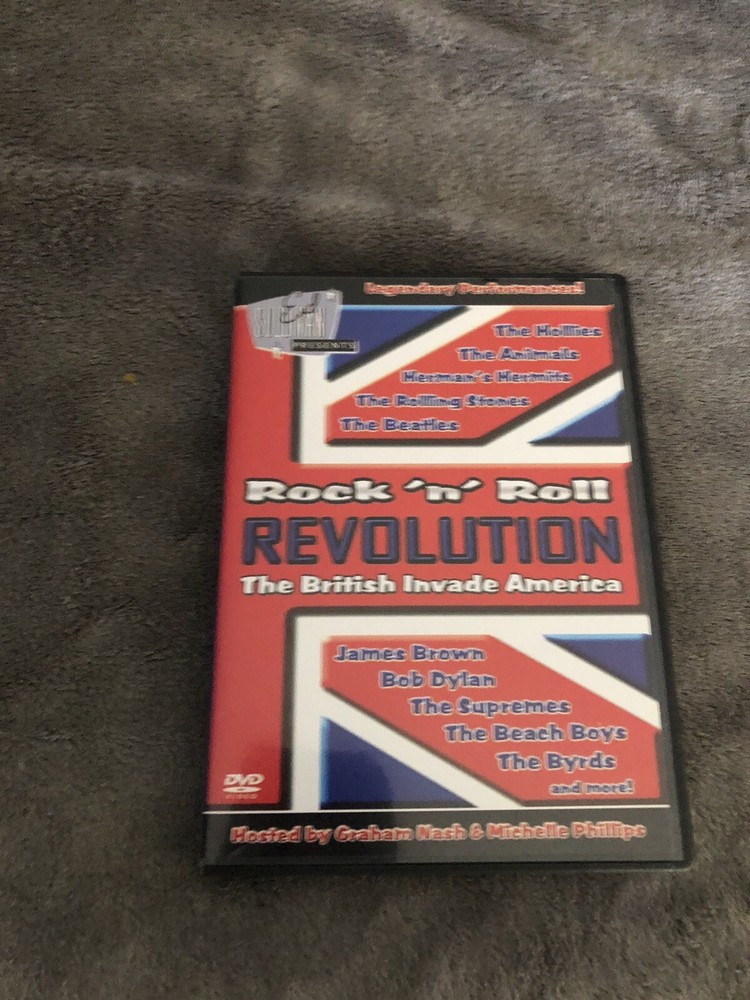 Legendary Performances!
Ed
SULLIVAN
PRESENTS
The Hollies
The Animals
Herman's Hermits
The Rolling Stones
The Beatles
Rock 'n' Roll
REVOLUTION
The British Invade America
James Brown
Bob Dylan
The Supremes
The Beach Boys
The Byrds
and more!
DVD
VIDEO
Hosted by Graham Nash & Michelle Phillips